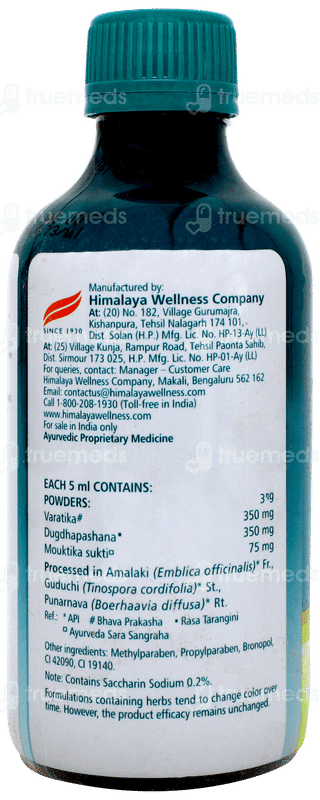 Manufactured by:
Himalaya Wellness Company
At: (20) No. 182, Village Gurumajra,
Kishanpura, Tehsil Nalagarh 174 101,-
Dist. Solan (H.P.) Mfg. Lic. No. HP-13-Ay (LL)
SINCE 1930
At: (25) Village Kunja, Rampur Road, Tehsil Paonta Sahib,
Dist. Sirmour 173 025, H.P. Mfg. Lic. No. HP-01-Ay (LL)
For queries, contact: Manager – Customer Care
Himalaya Wellness Company, Makali, Bengaluru 562 162
Email: contactus@himalayawellness.com
Call 1-800-208-1930 (Toll-free in India)
www.himalayawellness.com
For sale in India only
Ayurvedic Proprietary Medicine
EACH 5 ml CONTAINS:
POWDERS:
Varatika# 350 mg
Dugdhapashana* 350 mg
Mouktika sukti¤ 75 mg
Processed in Amalaki (Emblica officinalis)* Fr.,
Guduchi (Tinospora cordifolia)* St.,
Punarnava (Boerhaavia diffusa)* Rt.
Ref.: *API # Bhava Prakasha • Rasa Tarangini
¤ Ayurveda Sara Sangraha
Other ingredients: Methylparaben, Propylparaben, Bronopol,
CI 42090, CI 19140.
Note: Contains Saccharin Sodium 0.2%.
Formulations containing herbs tend to change color over
time. However, the product efficacy remains unchanged.
truemeds
truemeds
truemeds
truemeds
truemeds
truemeds